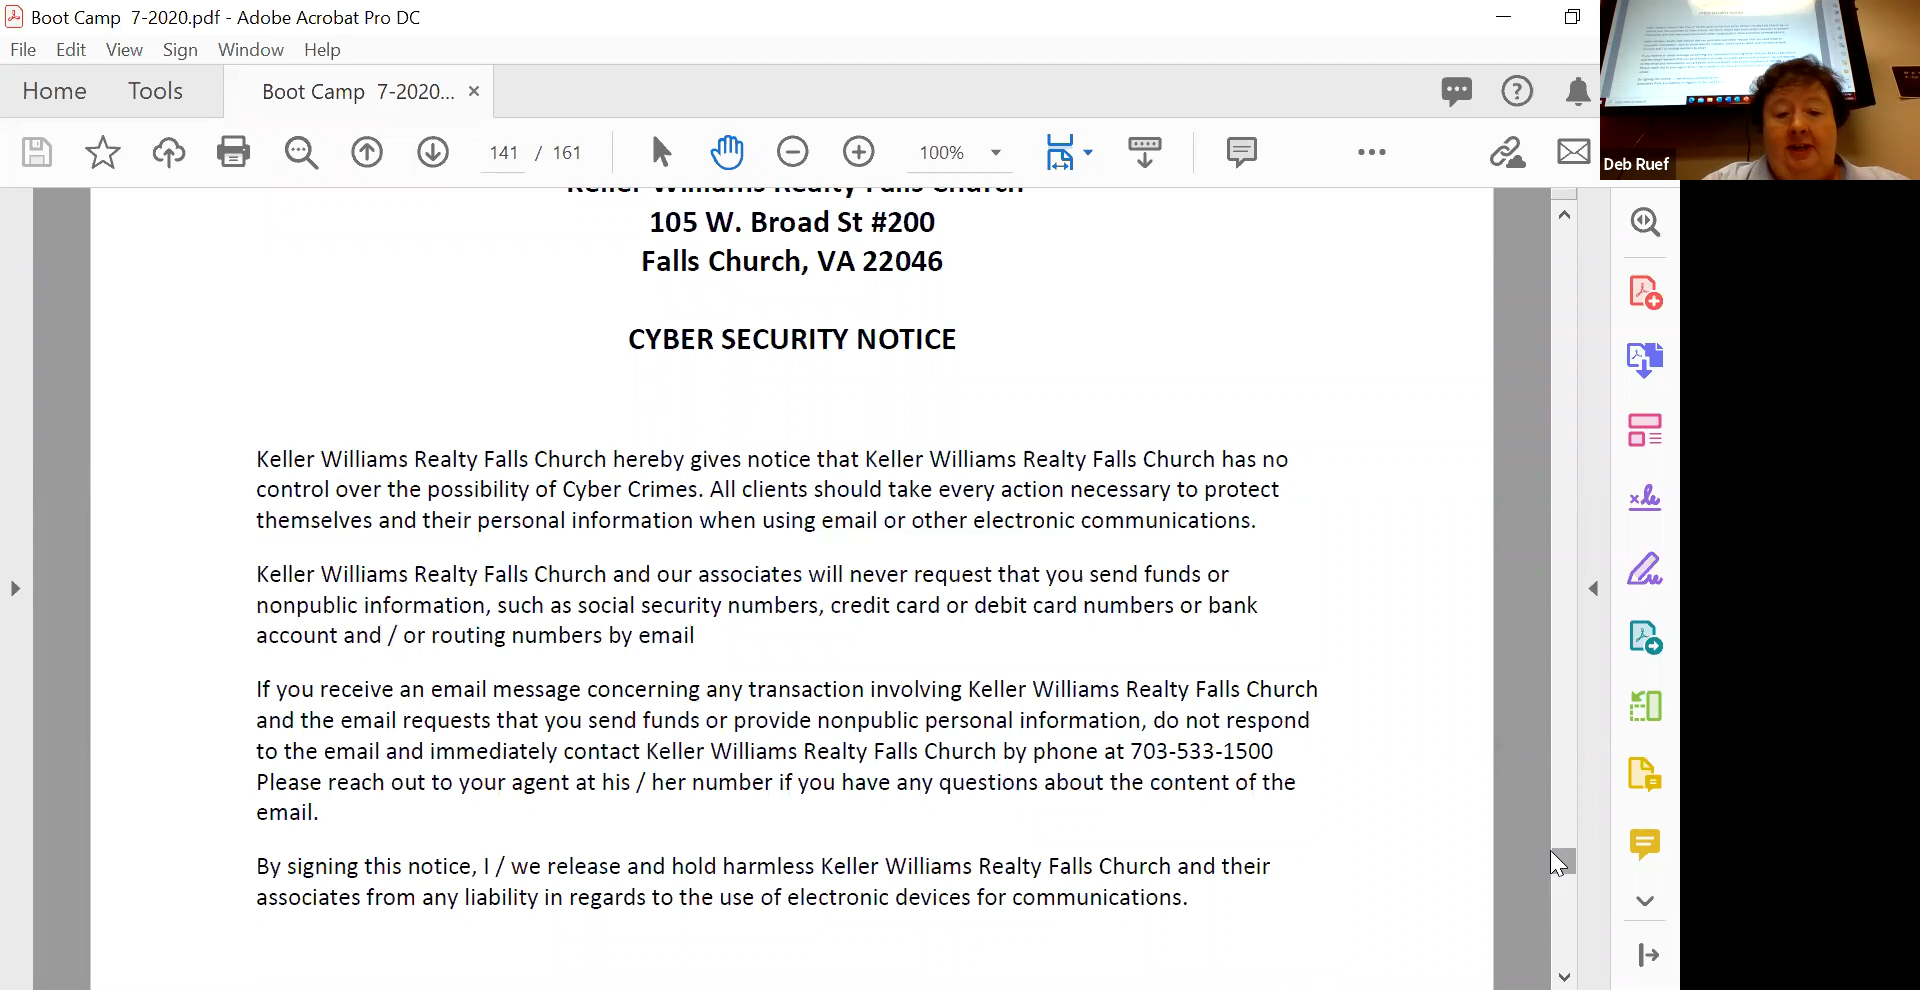 Boot Camp 7-2020.pdf - Adobe Acrobat Pro DC
File Edit View Sign Window Help
Home Tools Boot Camp 7-2020... ×
141 / 161 100%
Deb Ruef
Keller Williams Realty Falls Church
105 W. Broad St #200
Falls Church, VA 22046
CYBER SECURITY NOTICE
Keller Williams Realty Falls Church hereby gives notice that Keller Williams Realty Falls Church has no
control over the possibility of Cyber Crimes. All clients should take every action necessary to protect
themselves and their personal information when using email or other electronic communications.
Keller Williams Realty Falls Church and our associates will never request that you send funds or
nonpublic information, such as social security numbers, credit card or debit card numbers or bank
account and / or routing numbers by email
If you receive an email message concerning any transaction involving Keller Williams Realty Falls Church
and the email requests that you send funds or provide nonpublic personal information, do not respond
to the email and immediately contact Keller Williams Realty Falls Church by phone at 703-533-1500
Please reach out to your agent at his / her number if you have any questions about the content of the
email.
By signing this notice, I / we release and hold harmless Keller Williams Realty Falls Church and their
associates from any liability in regards to the use of electronic devices for communications.